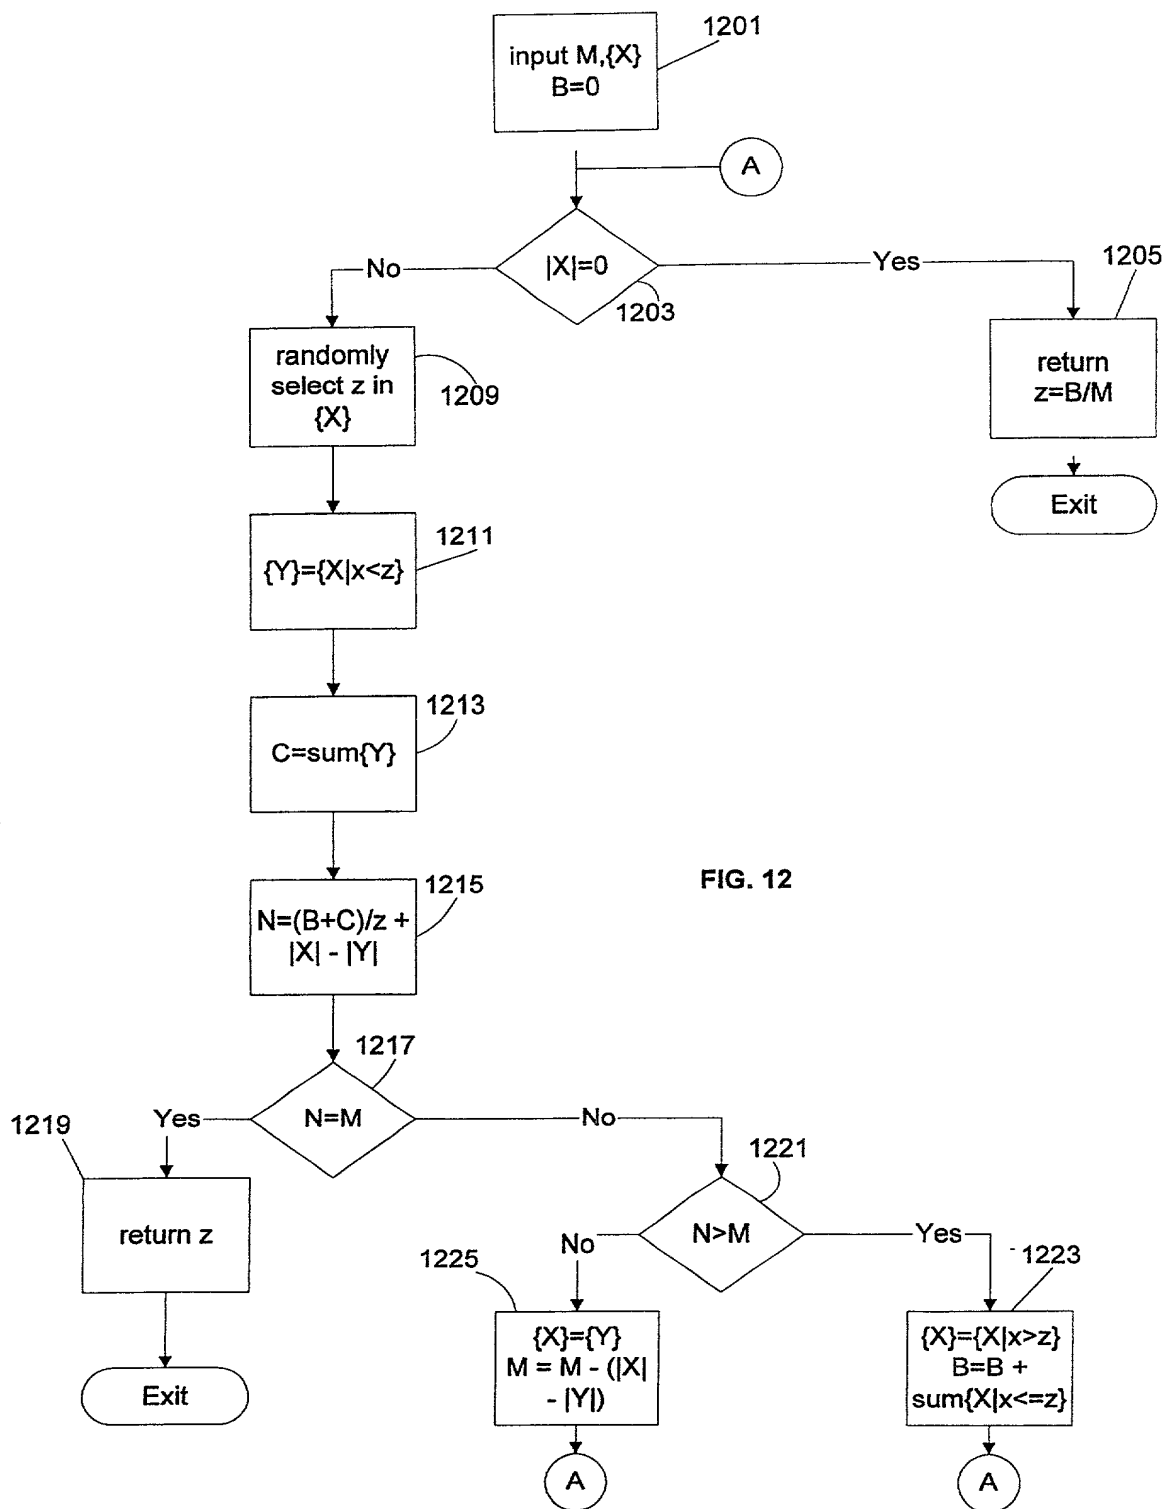 1201
input M,{X}
B=0
A
|X|=0
No
Yes
1203
1205
randomly
select z in
{X}
1209
return
z=B/M
Exit
1211
{Y}={X|x<z}
1213
C=sum{Y}
1215
N=(B+C)/z +
|X| - |Y|
FIG. 12
1217
N=M
Yes
No
1219
return z
Exit
1221
N>M
No
Yes
1225
{X}={Y}
M = M - (|X|
- |Y|)
A
1223
{X}={X|x>z}
B=B +
sum{X|x<=z}
A